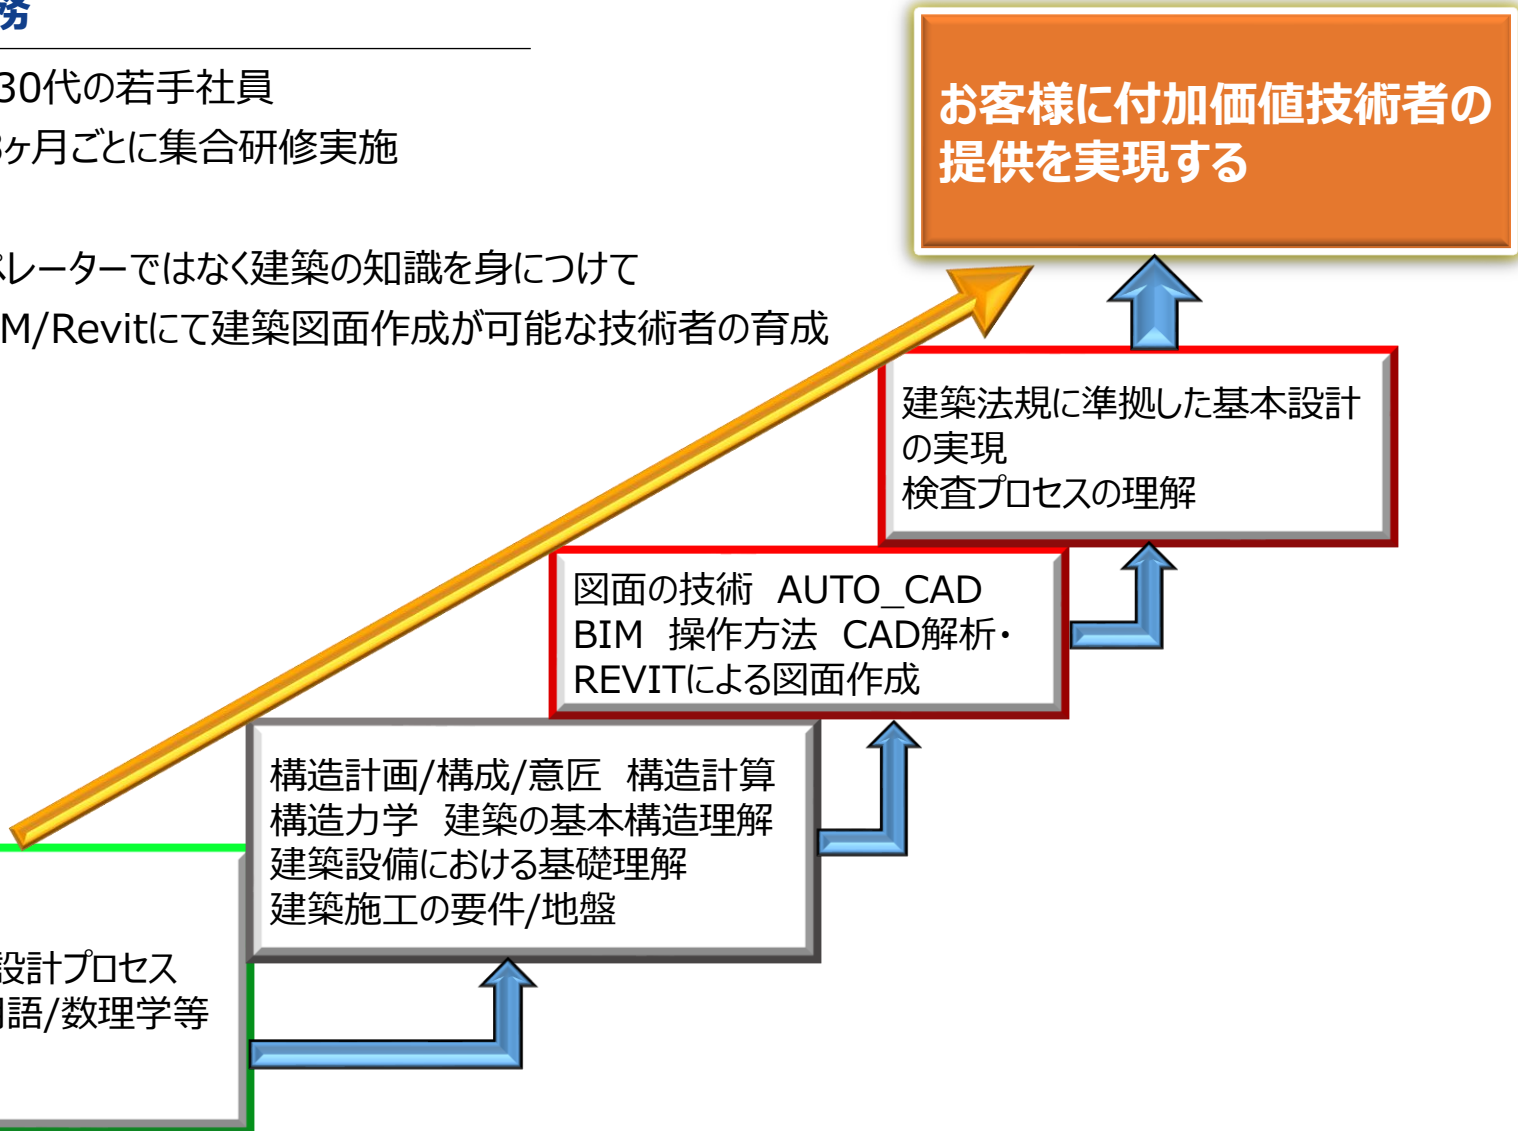 務
30代の若手社員
3ヶ月ごとに集合研修実施
ペレーターではなく建築の知識を身につけて
M/Revitにて建築図面作成が可能な技術者の育成
お客様に付加価値技術者の
提供を実現する
建築法規に準拠した基本設計
の実現
検査プロセスの理解
図面の技術 AUTO_CAD
BIM 操作方法 CAD解析・
REVITによる図面作成
構造計画/構成/意匠 構造計算
構造力学 建築の基本構造理解
建築設備における基礎理解
建築施工の要件/地盤
設計プロセス
用語/数理学等